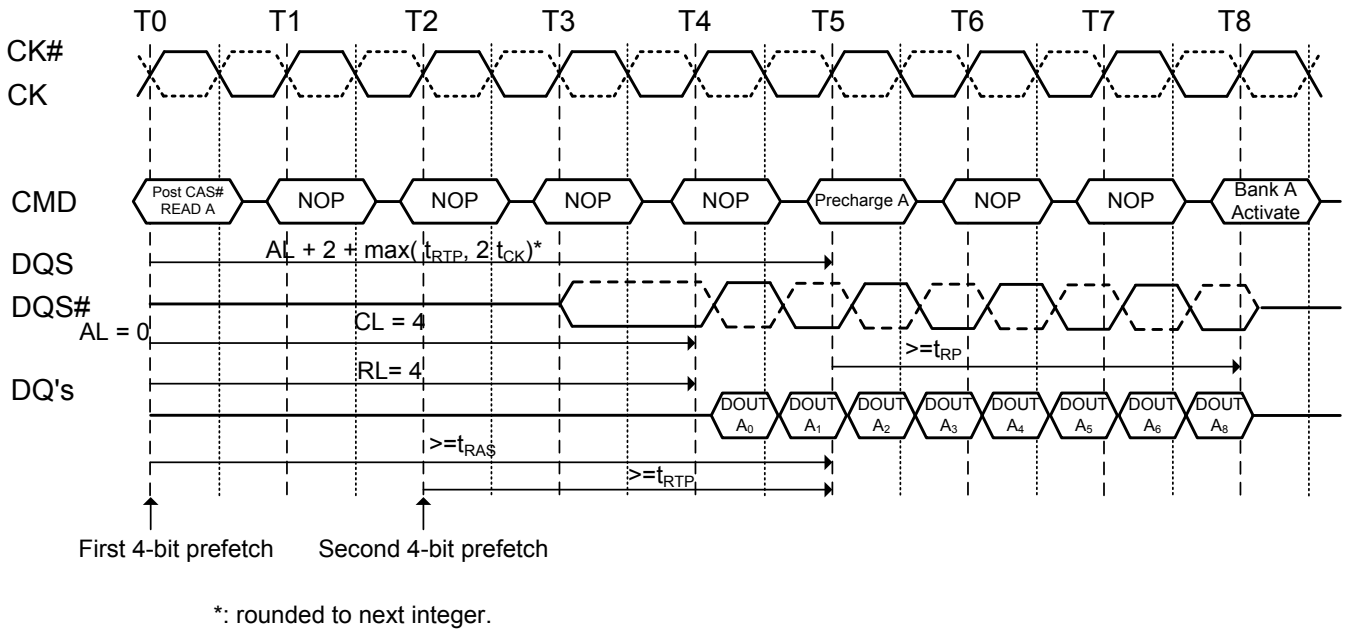 T0 T1 T2 T3 T4 T5 T6 T7 T8
CK#
CK
CMD
Post CAS#
READ A
NOP NOP NOP NOP Precharge A NOP NOP
Bank A
Activate
AL + 2 + max( tRTP, 2 tCK)*
DQS
DQS#
CL = 4
AL = 0
>=tRP
RL= 4
DQ's
DOUT DOUT DOUT DOUT DOUT DOUT DOUT DOUT
A0 A1 A2 A3 A4 A5 A6 A8
>=tRAS
>=tRTP
First 4-bit prefetch Second 4-bit prefetch
*: rounded to next integer.